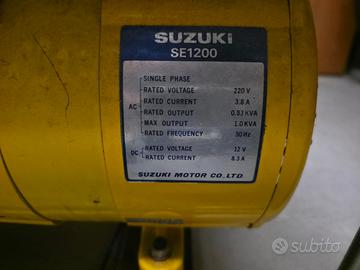 SUZUKI
SE1200
SINGLE PHASE
RATED VOLTAGE 220 V
AC RATED CURRENT 3.8 A
RATED OUTPUT 0.83 KVA
MAX OUTPUT 1.0 KVA
RATED FREQUENCY 50Hz
DC RATED VOLTAGE 12 V
RATED CURRENT 8.3 A
SUZUKI MOTOR CO.,LTD
subito